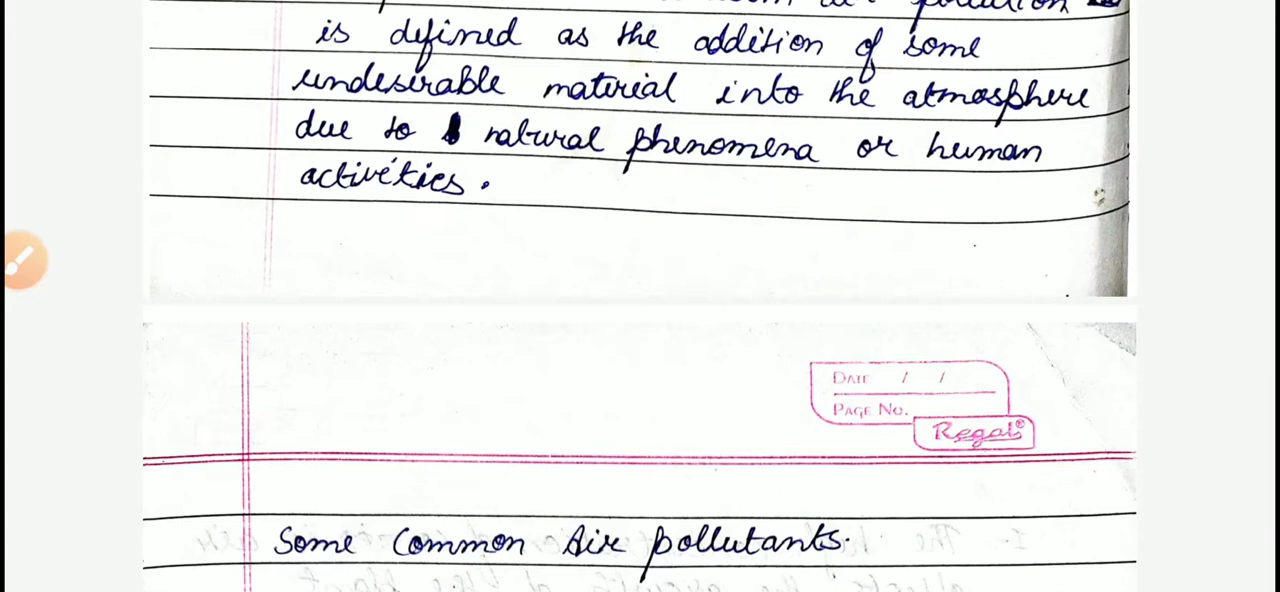 pollution
is defined as the addition of some
undesirable material into the atmosphere
due to natural phenomena or human
activities.
DATE / /
PAGE No.
Regal®
Some Common Air pollutants.